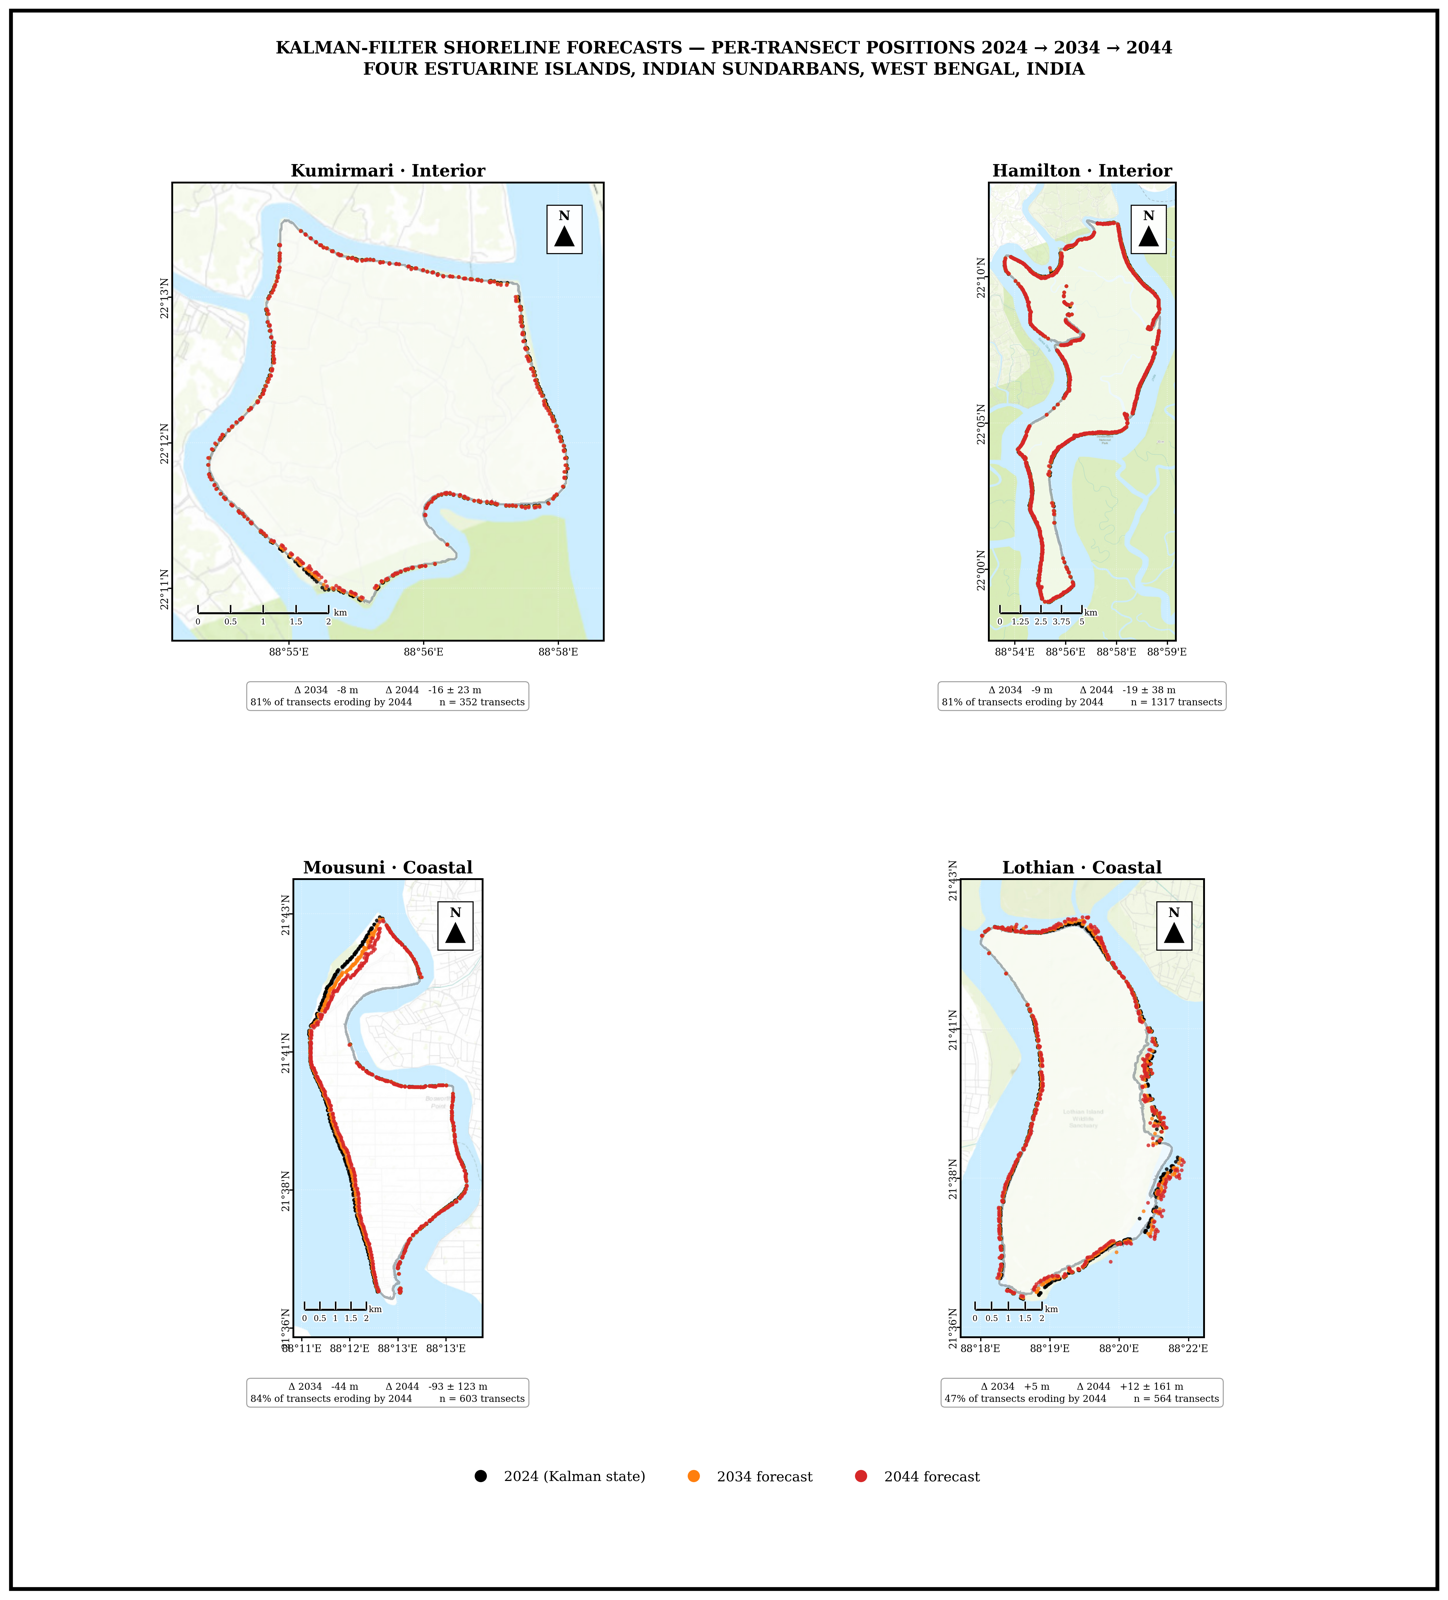 KALMAN-FILTER SHORELINE FORECASTS — PER-TRANSECT POSITIONS 2024 → 2034 → 2044
FOUR ESTUARINE ISLANDS, INDIAN SUNDARBANS, WEST BENGAL, INDIA
Kumirmari · Interior
N
22°13'N
22°12'N
22°11'N
0 0.5 1 1.5 2 km
88°55'E 88°56'E 88°58'E
Δ 2034 -8 m Δ 2044 -16 ± 23 m
81% of transects eroding by 2044 n = 352 transects
Hamilton · Interior
N
22°10'N
22°05'N
22°00'N
0 1.25 2.5 3.75 5 km
88°54'E 88°56'E 88°58'E 88°59'E
Δ 2034 -9 m Δ 2044 -19 ± 38 m
81% of transects eroding by 2044 n = 1317 transects
Mousuni · Coastal
N
21°43'N
21°41'N
21°38'N
21°36'N
Point
0 0.5 1 1.5 2 km
88°11'E 88°12'E 88°13'E 88°13'E
Δ 2034 -44 m Δ 2044 -93 ± 123 m
84% of transects eroding by 2044 n = 603 transects
Lothian · Coastal
N
21°43'N
21°41'N
21°38'N
21°36'N
Lothian Island
Wildlife
Sanctuary
0 0.5 1 1.5 2 km
88°18'E 88°19'E 88°20'E 88°22'E
Δ 2034 +5 m Δ 2044 +12 ± 161 m
47% of transects eroding by 2044 n = 564 transects
2024 (Kalman state) 2034 forecast 2044 forecast